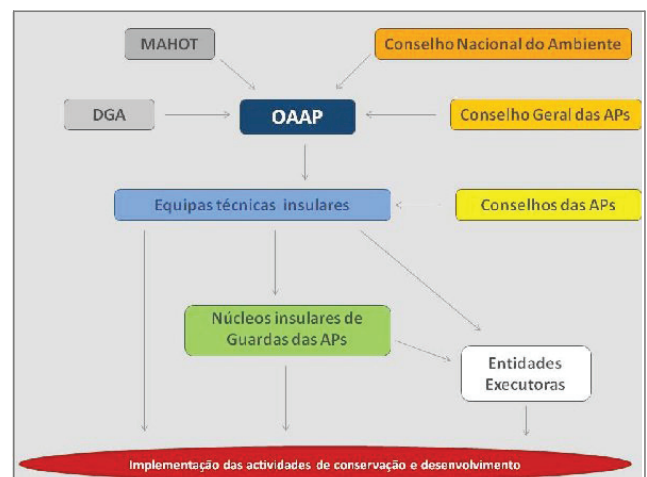 MAHOT
Conselho Nacional do Ambiente
DGA
OAAP
Conselho Geral das APs
Equipas técnicas insulares
Conselhos das APs
Núcleos insulares de
Guardas das APs
Entidades
Executoras
Implementação das actividades de conservação e desenvolvimento